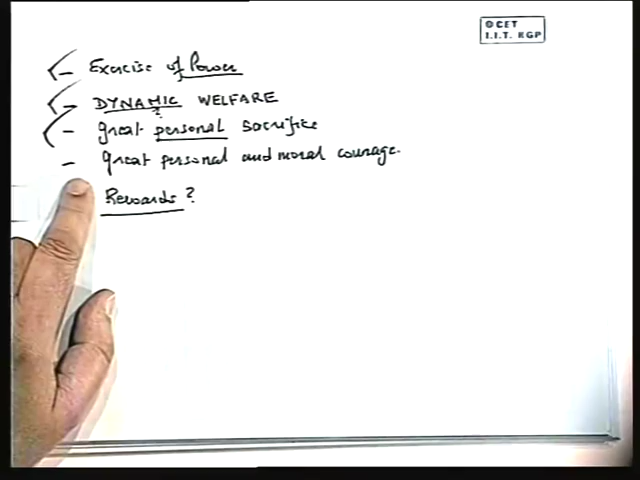 © CET
I.I.T. KGP
- Exercise of Power
- DYNAMIC WELFARE
?
- great personal sacrifice
- great personal and moral courage.
Rewards ?